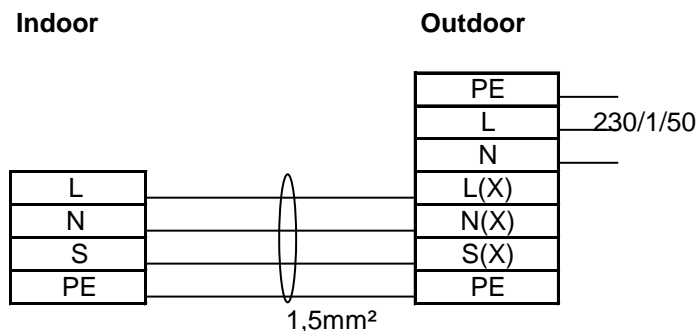 Indoor
Outdoor
PE
L
230/1/50
N
L
L(X)
N
N(X)
S
S(X)
PE
PE
1,5mm²